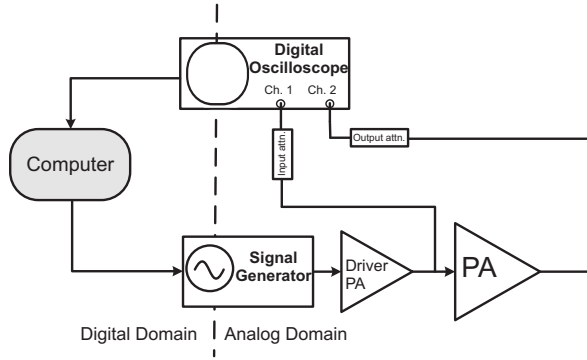 Digital
Oscilloscope
Ch. 1 Ch. 2
Input attn.
Output attn.
Computer
Signal
Generator
Driver
PA
PA
Digital Domain Analog Domain